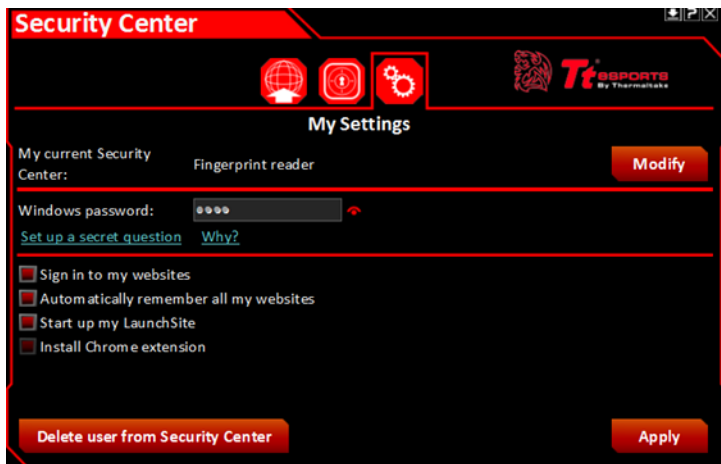 Security Center
Tt eSPORTS
By Thermaltake
My Settings
My current Security
Center:
Fingerprint reader
Modify
Windows password:
Set up a secret question Why?
Sign in to my websites
Automatically remember all my websites
Start up my LaunchSite
Install Chrome extension
Delete user from Security Center
Apply